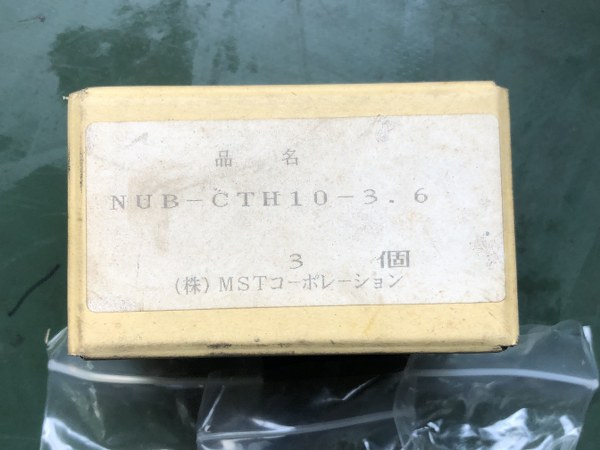 品 名
NUB-CTH10-3.6
3 個
(株)MSTコーポレーション